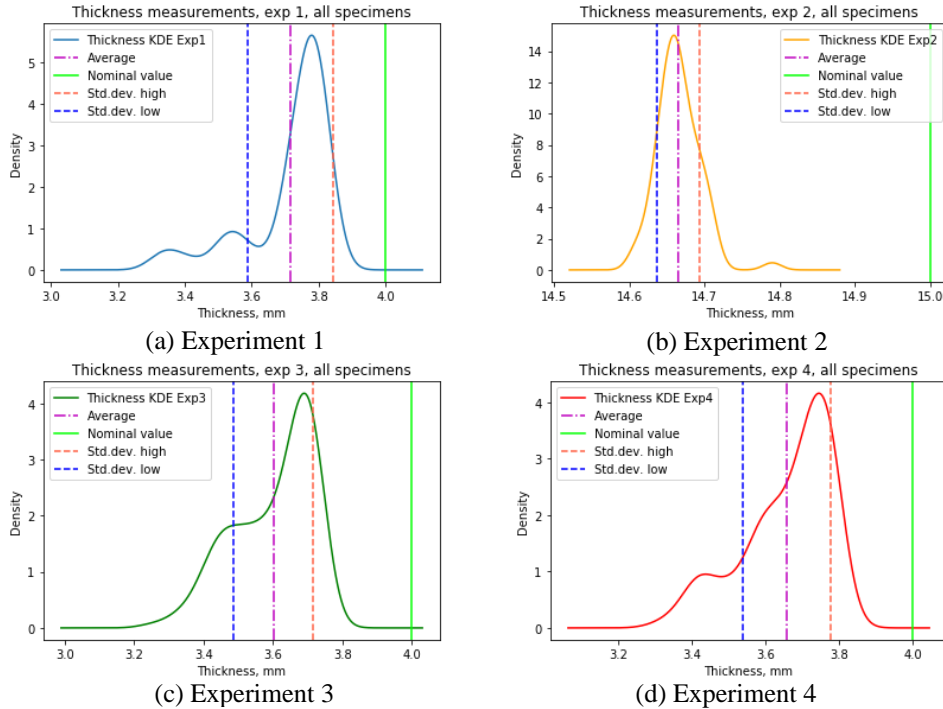 Thickness measurements, exp 1, all specimens
Thickness KDE Exp1
Average
Nominal value
Std.dev. high
Std.dev. low
Density
5
4
3
2
1
0
3.0 3.2 3.4 3.6 3.8 4.0
Thickness, mm
(a) Experiment 1
Thickness measurements, exp 2, all specimens
Thickness KDE Exp2
Average
Nominal value
Std.dev. high
Std.dev. low
Density
14
12
10
8
6
4
2
0
14.5 14.6 14.7 14.8 14.9 15.0
Thickness, mm
(b) Experiment 2
Thickness measurements, exp 3, all specimens
Thickness KDE Exp3
Average
Nominal value
Std.dev. high
Std.dev. low
Density
4
3
2
1
0
3.0 3.2 3.4 3.6 3.8 4.0
Thickness, mm
(c) Experiment 3
Thickness measurements, exp 4, all specimens
Thickness KDE Exp4
Average
Nominal value
Std.dev. high
Std.dev. low
Density
4
3
2
1
0
3.2 3.4 3.6 3.8 4.0
Thickness, mm
(d) Experiment 4